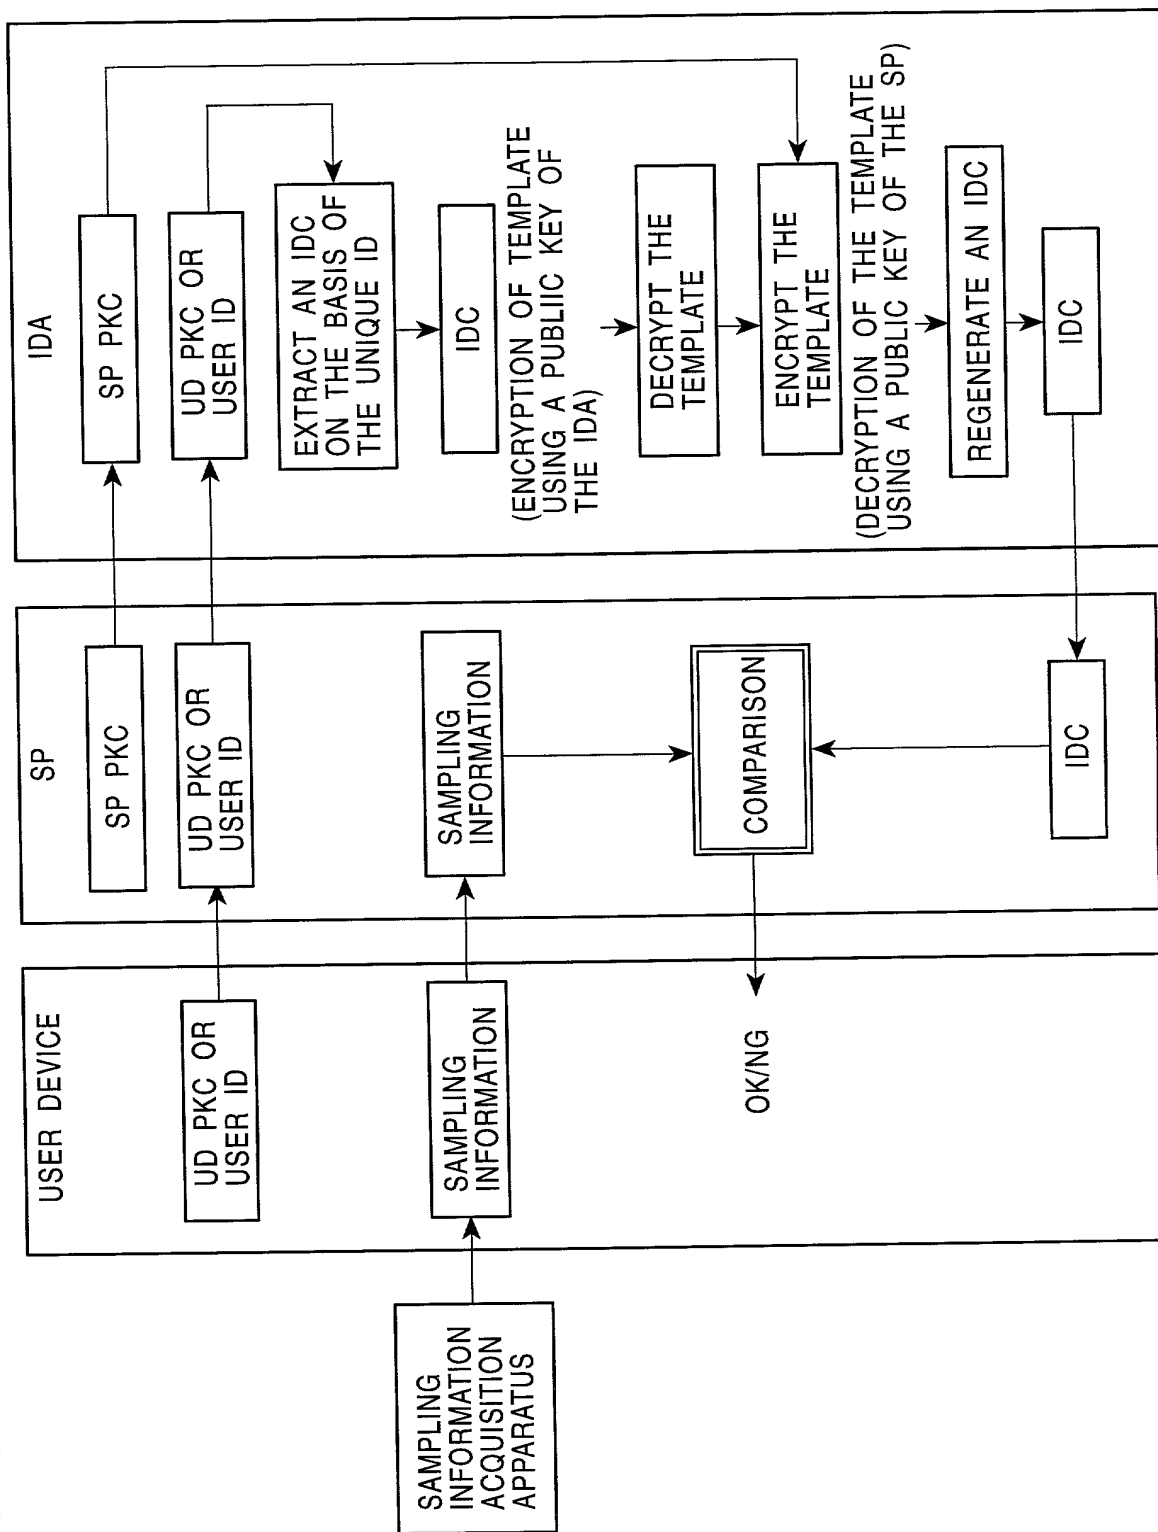 SAMPLING
INFORMATION
ACQUISITION
APPARATUS
USER DEVICE
UD PKC OR
USER ID
SAMPLING
INFORMATION
OK/NG
SP
SP PKC
UD PKC OR
USER ID
SAMPLING
INFORMATION
COMPARISON
IDC
IDA
SP PKC
UD PKC OR
USER ID
EXTRACT AN IDC
ON THE BASIS OF
THE UNIQUE ID
IDC
(ENCRYPTION OF TEMPLATE
USING A PUBLIIC KEY OF
THE IDA)
DECRYPT THE
TEMPLATE
ENCRYPT THE
TEMPLATE
(DECRYPTION OF THE TEMPLATE
USING A PUBLIC KEY OF THE SP)
REGENERATE AN IDC
IDC